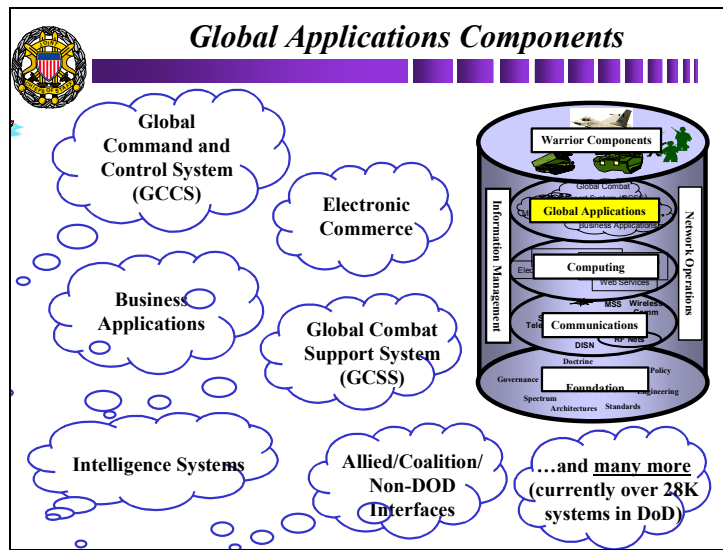 Global Applications Components
Global
Command and
Control System
(GCCS)
Electronic
Commerce
Business
Applications
Global Combat
Support System
(GCSS)
Intelligence Systems
Allied/Coalition/
Non-DOD
Interfaces
…and many more
(currently over 28K
systems in DoD)
Warrior Components
Information Management
Network Operations
Global Combat
Global Applications
Business Applications
Computing
Web Services
MSS
Wireless
Comm
Communications
DISN
RF Nets
Doctrine
Policy
Governance
Foundation
Engineering
Spectrum
Architectures
Standards